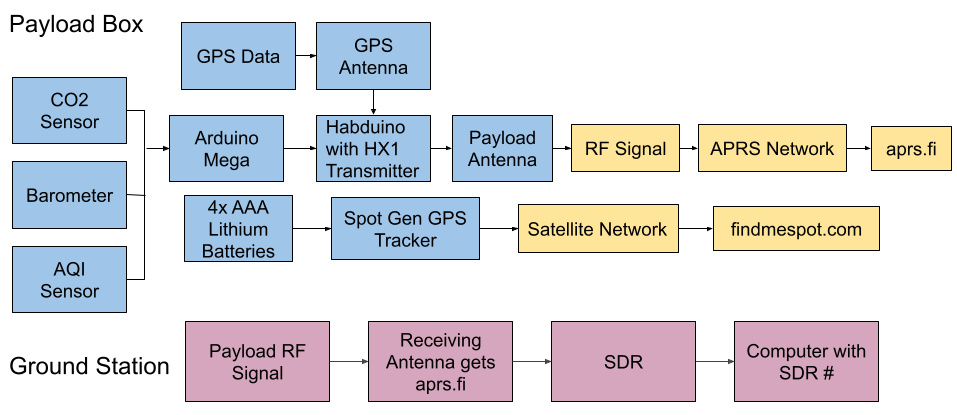 Payload Box
GPS Data
GPS
Antenna
CO2
Sensor
Barometer
AQI
Sensor
Arduino
Mega
Habduino
with HX1
Transmitter
Payload
Antenna
RF Signal
APRS Network
aprs.fi
4x AAA
Lithium
Batteries
Spot Gen GPS
Tracker
Satellite Network
findmespot.com
Ground Station
Payload RF
Signal
Receiving
Antenna gets
aprs.fi
SDR
Computer with
SDR #